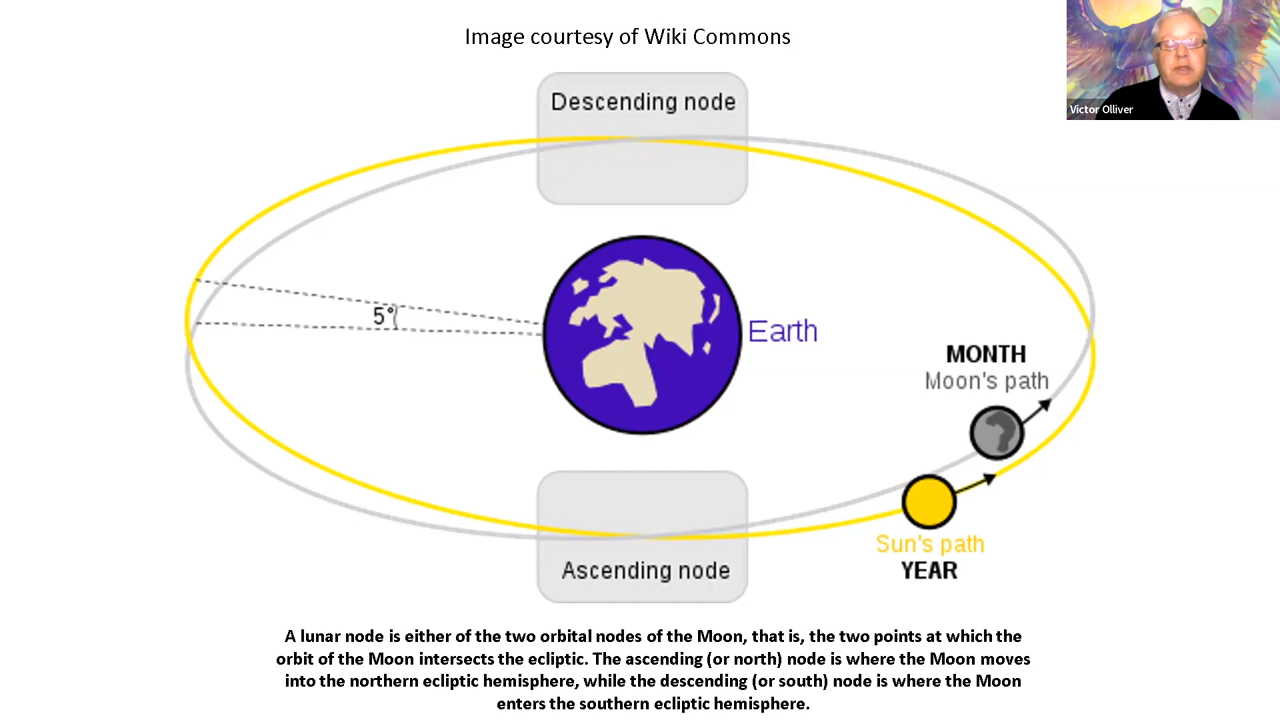 Image courtesy of Wiki Commons
Victor Olliver
Descending node
5°
Earth
MONTH
Moon's path
Sun's path
YEAR
Ascending node
A lunar node is either of the two orbital nodes of the Moon, that is, the two points at which the
orbit of the Moon intersects the ecliptic. The ascending (or north) node is where the Moon moves
into the northern ecliptic hemisphere, while the descending (or south) node is where the Moon
enters the southern ecliptic hemisphere.